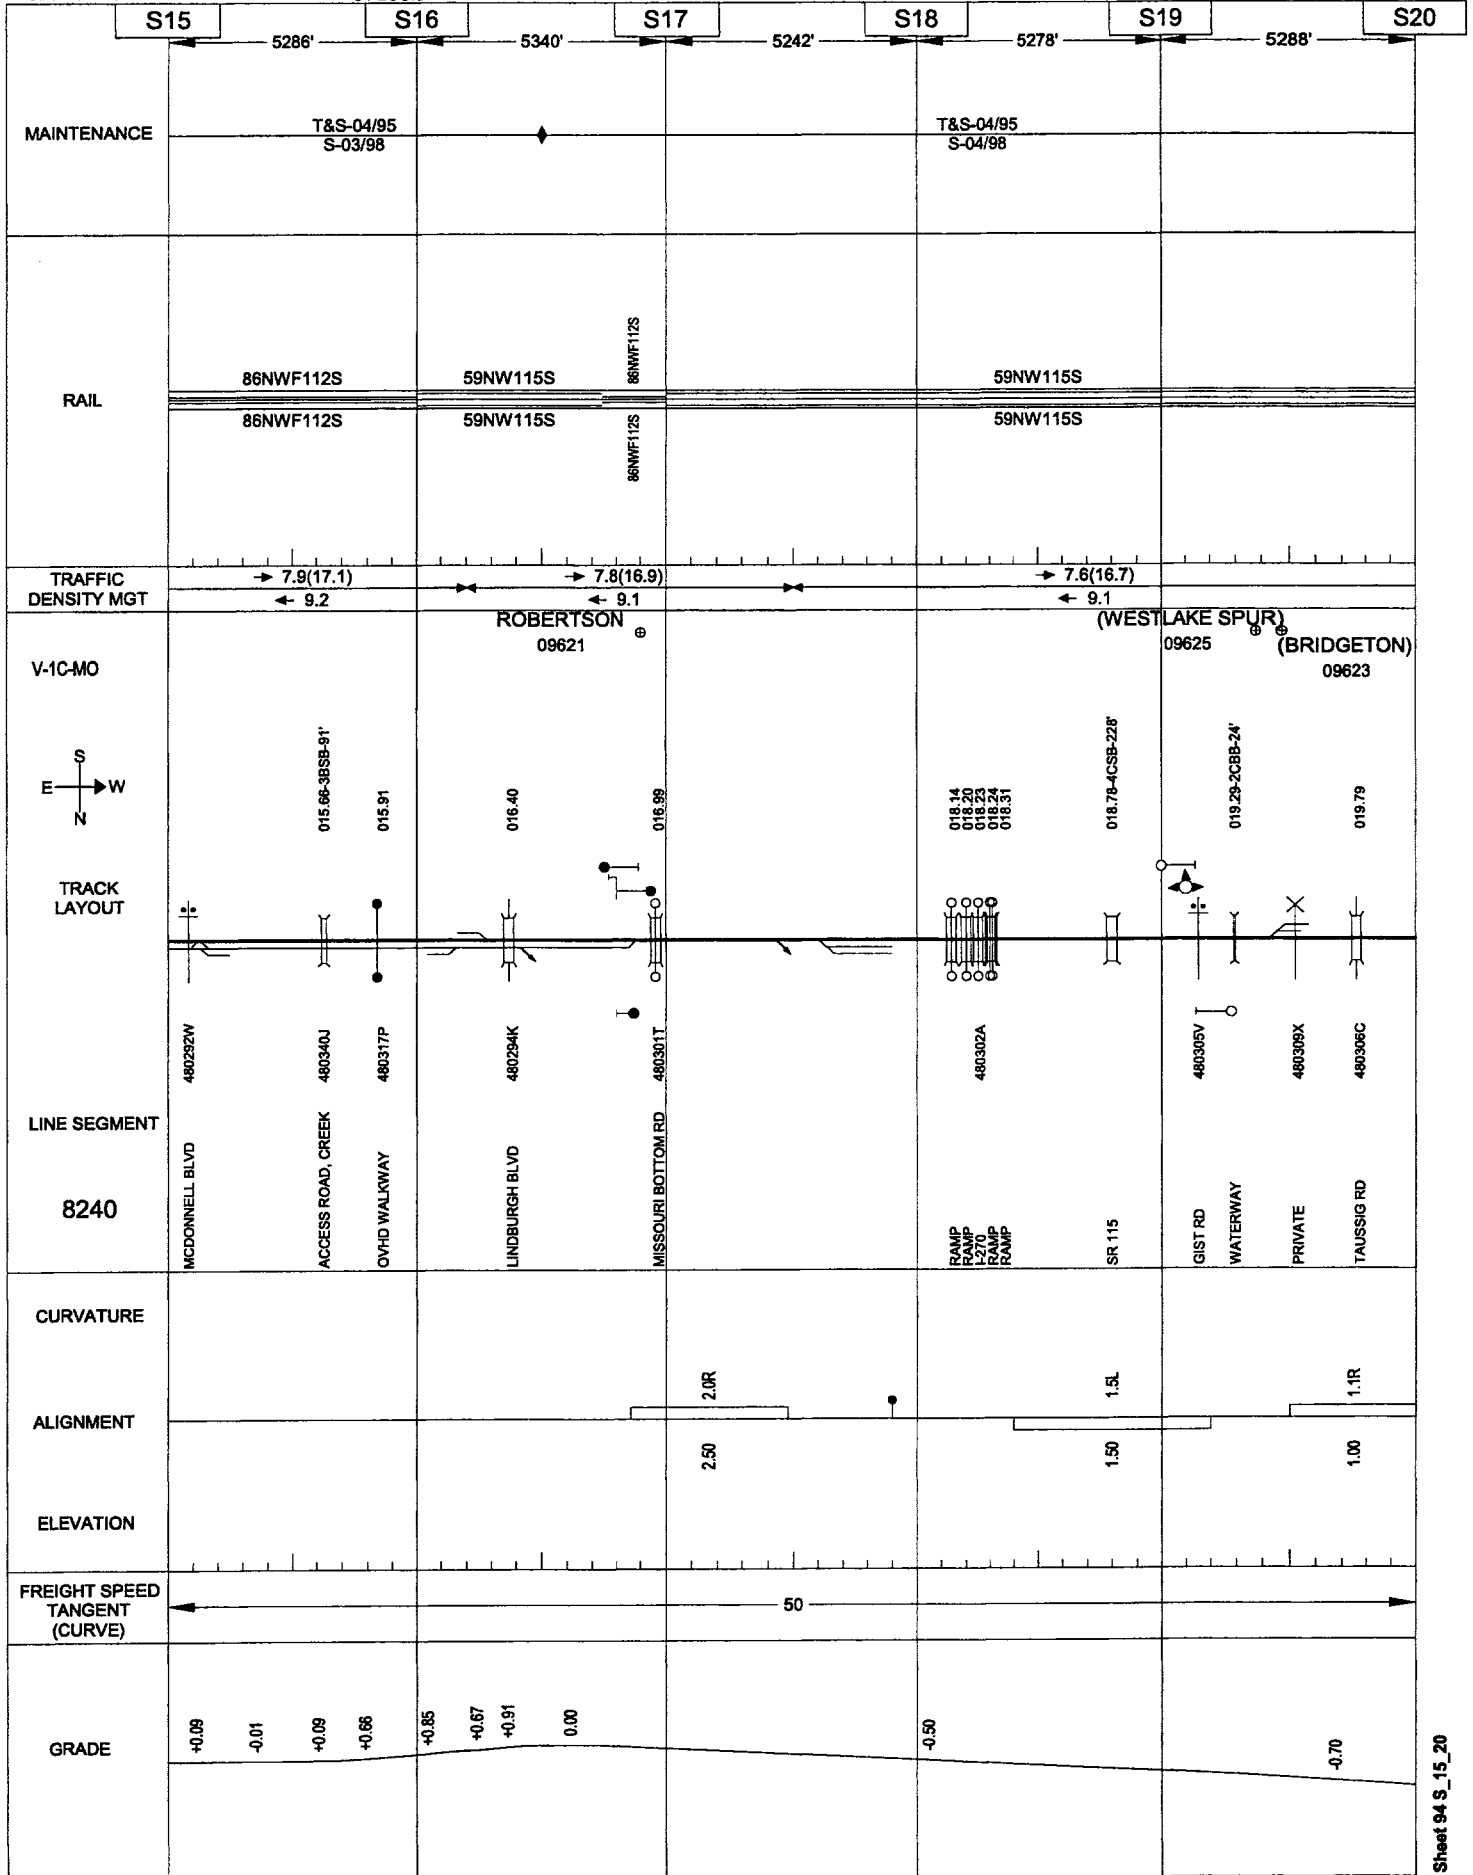 S15 S16 S17 S18 S19 S20
5286' 5340' 5242' 5278' 5288'
MAINTENANCE
T&S-04/95
S-03/98
T&S-04/95
S-04/98
RAIL
86NWF112S 59NW115S 86NWF112S 59NW115S
86NWF112S 59NW115S 86NWF112S 59NW115S
TRAFFIC
DENSITY MGT
7.9(17.1) 7.8(16.9) 7.6(16.7)
9.2 9.1 9.1
V-1C-MO
ROBERTSON
09621
(WESTLAKE SPUR)
09625
(BRIDGETON)
09623
S
E W
N
015.66-3BSB-91'
015.91
016.40
016.99
018.14
018.20
018.23
018.24
018.31
018.78-4CSB-228'
019.29-2CBB-24'
019.79
TRACK
LAYOUT
480292W
480340J
480317P
480294K
480301T
480302A
480305V
480309X
480306C
LINE SEGMENT
8240
MCDONNELL BLVD
ACCESS ROAD, CREEK
OVHD WALKWAY
LINDBURGH BLVD
MISSOURI BOTTOM RD
RAMP
RAMP
I-270
RAMP
RAMP
SR 115
GIST RD
WATERWAY
PRIVATE
TAUSSIG RD
CURVATURE
2.0R 1.5L 1.1R
ALIGNMENT
2.50 1.50 1.00
ELEVATION
FREIGHT SPEED
TANGENT
(CURVE)
50
GRADE
+0.09
-0.01
+0.09
+0.66
+0.85
+0.67
+0.91
0.00
-0.50
-0.70
Sheet 94 S_15_20